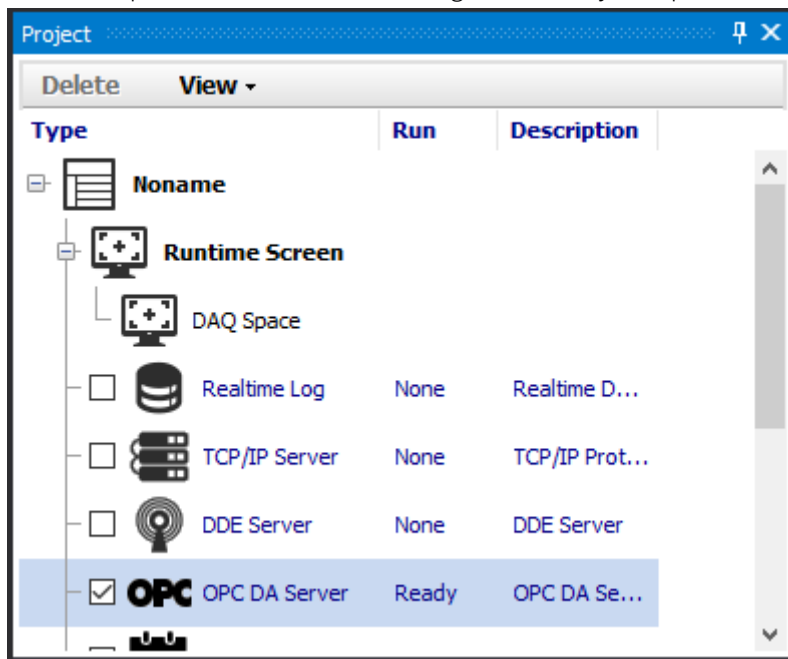 Project
Delete View
Type Run Description
Noname
Runtime Screen
DAQ Space
Realtime Log None Realtime D...
TCP/IP Server None TCP/IP Prot...
DDE Server None DDE Server
OPC OPC DA Server Ready OPC DA Se...